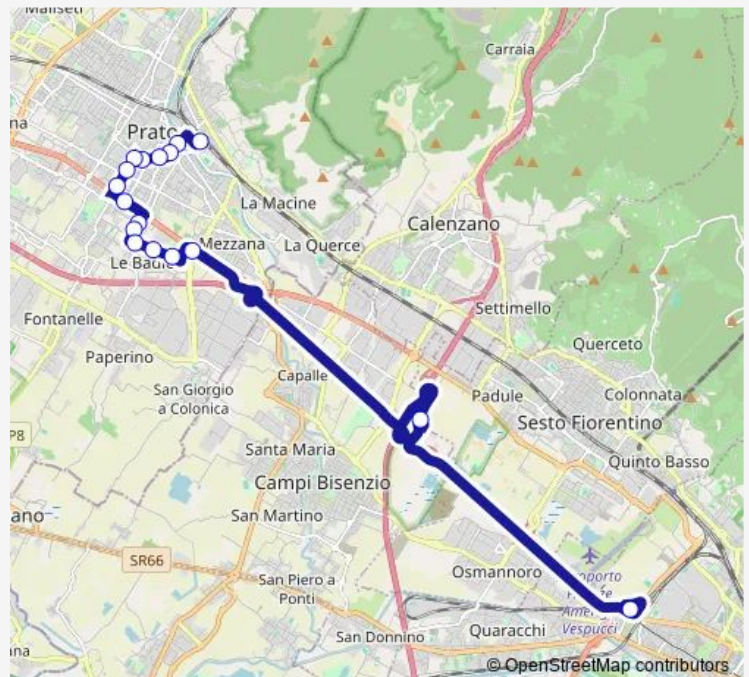 Maliseti
Carraia
na
Prato
La Macine
Calenzano
Mezzana
La Querce
Le Badie
Settimello
Fontanelle
Querceto
Paperino
Capalle
San Giorgio
a Colonica
Padule
Colonnata
Sesto Fiorentino
P8
Santa Maria
Quinto Basso
Campi Bisenzio
ano
San Martino
SR66
Osmannoro
San Piero a
Ponti
Vespucci
Quaracchi
San Donnino
na
© OpenStreetMap contributors